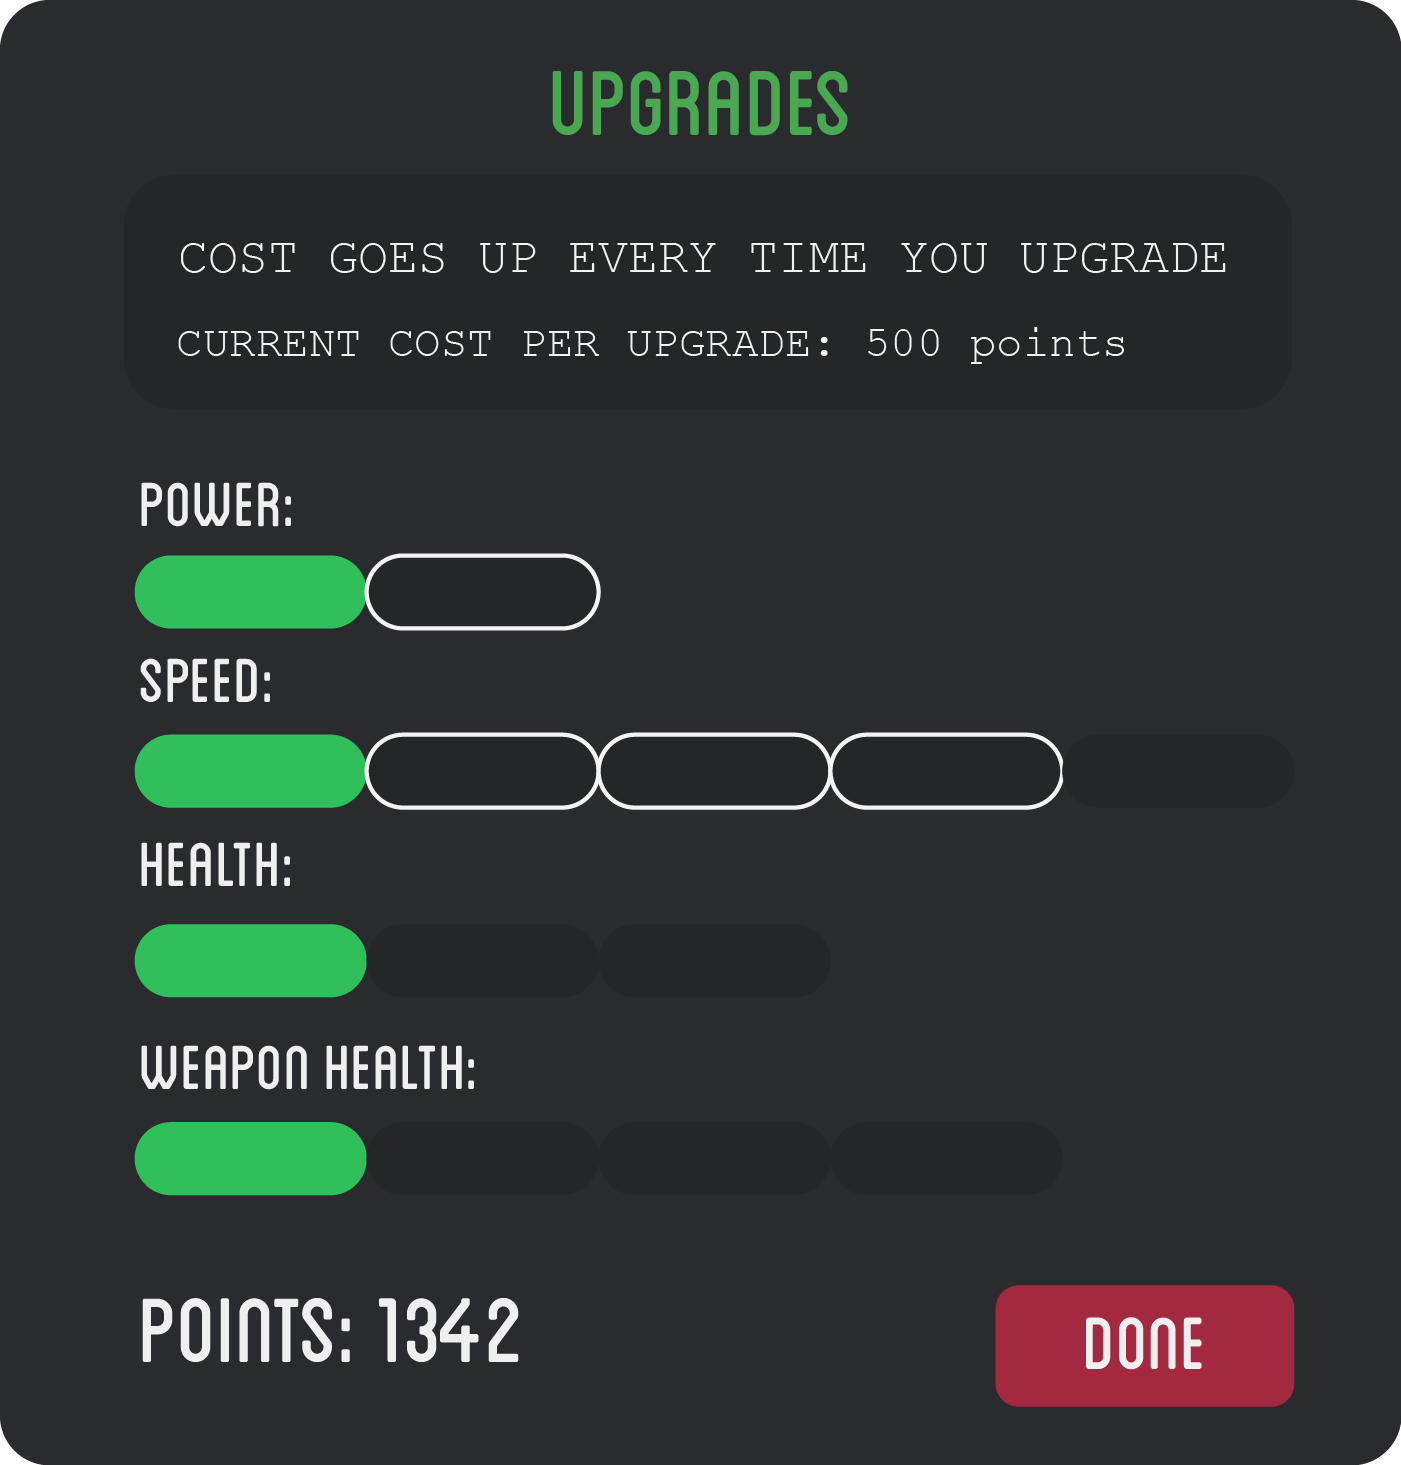 UPGRADES
COST GOES UP EVERY TIME YOU UPGRADE
CURRENT COST PER UPGRADE: 500 points
POWER:
SPEED:
HEALTH:
WEAPON HEALTH:
POINTS: 1342
DONE